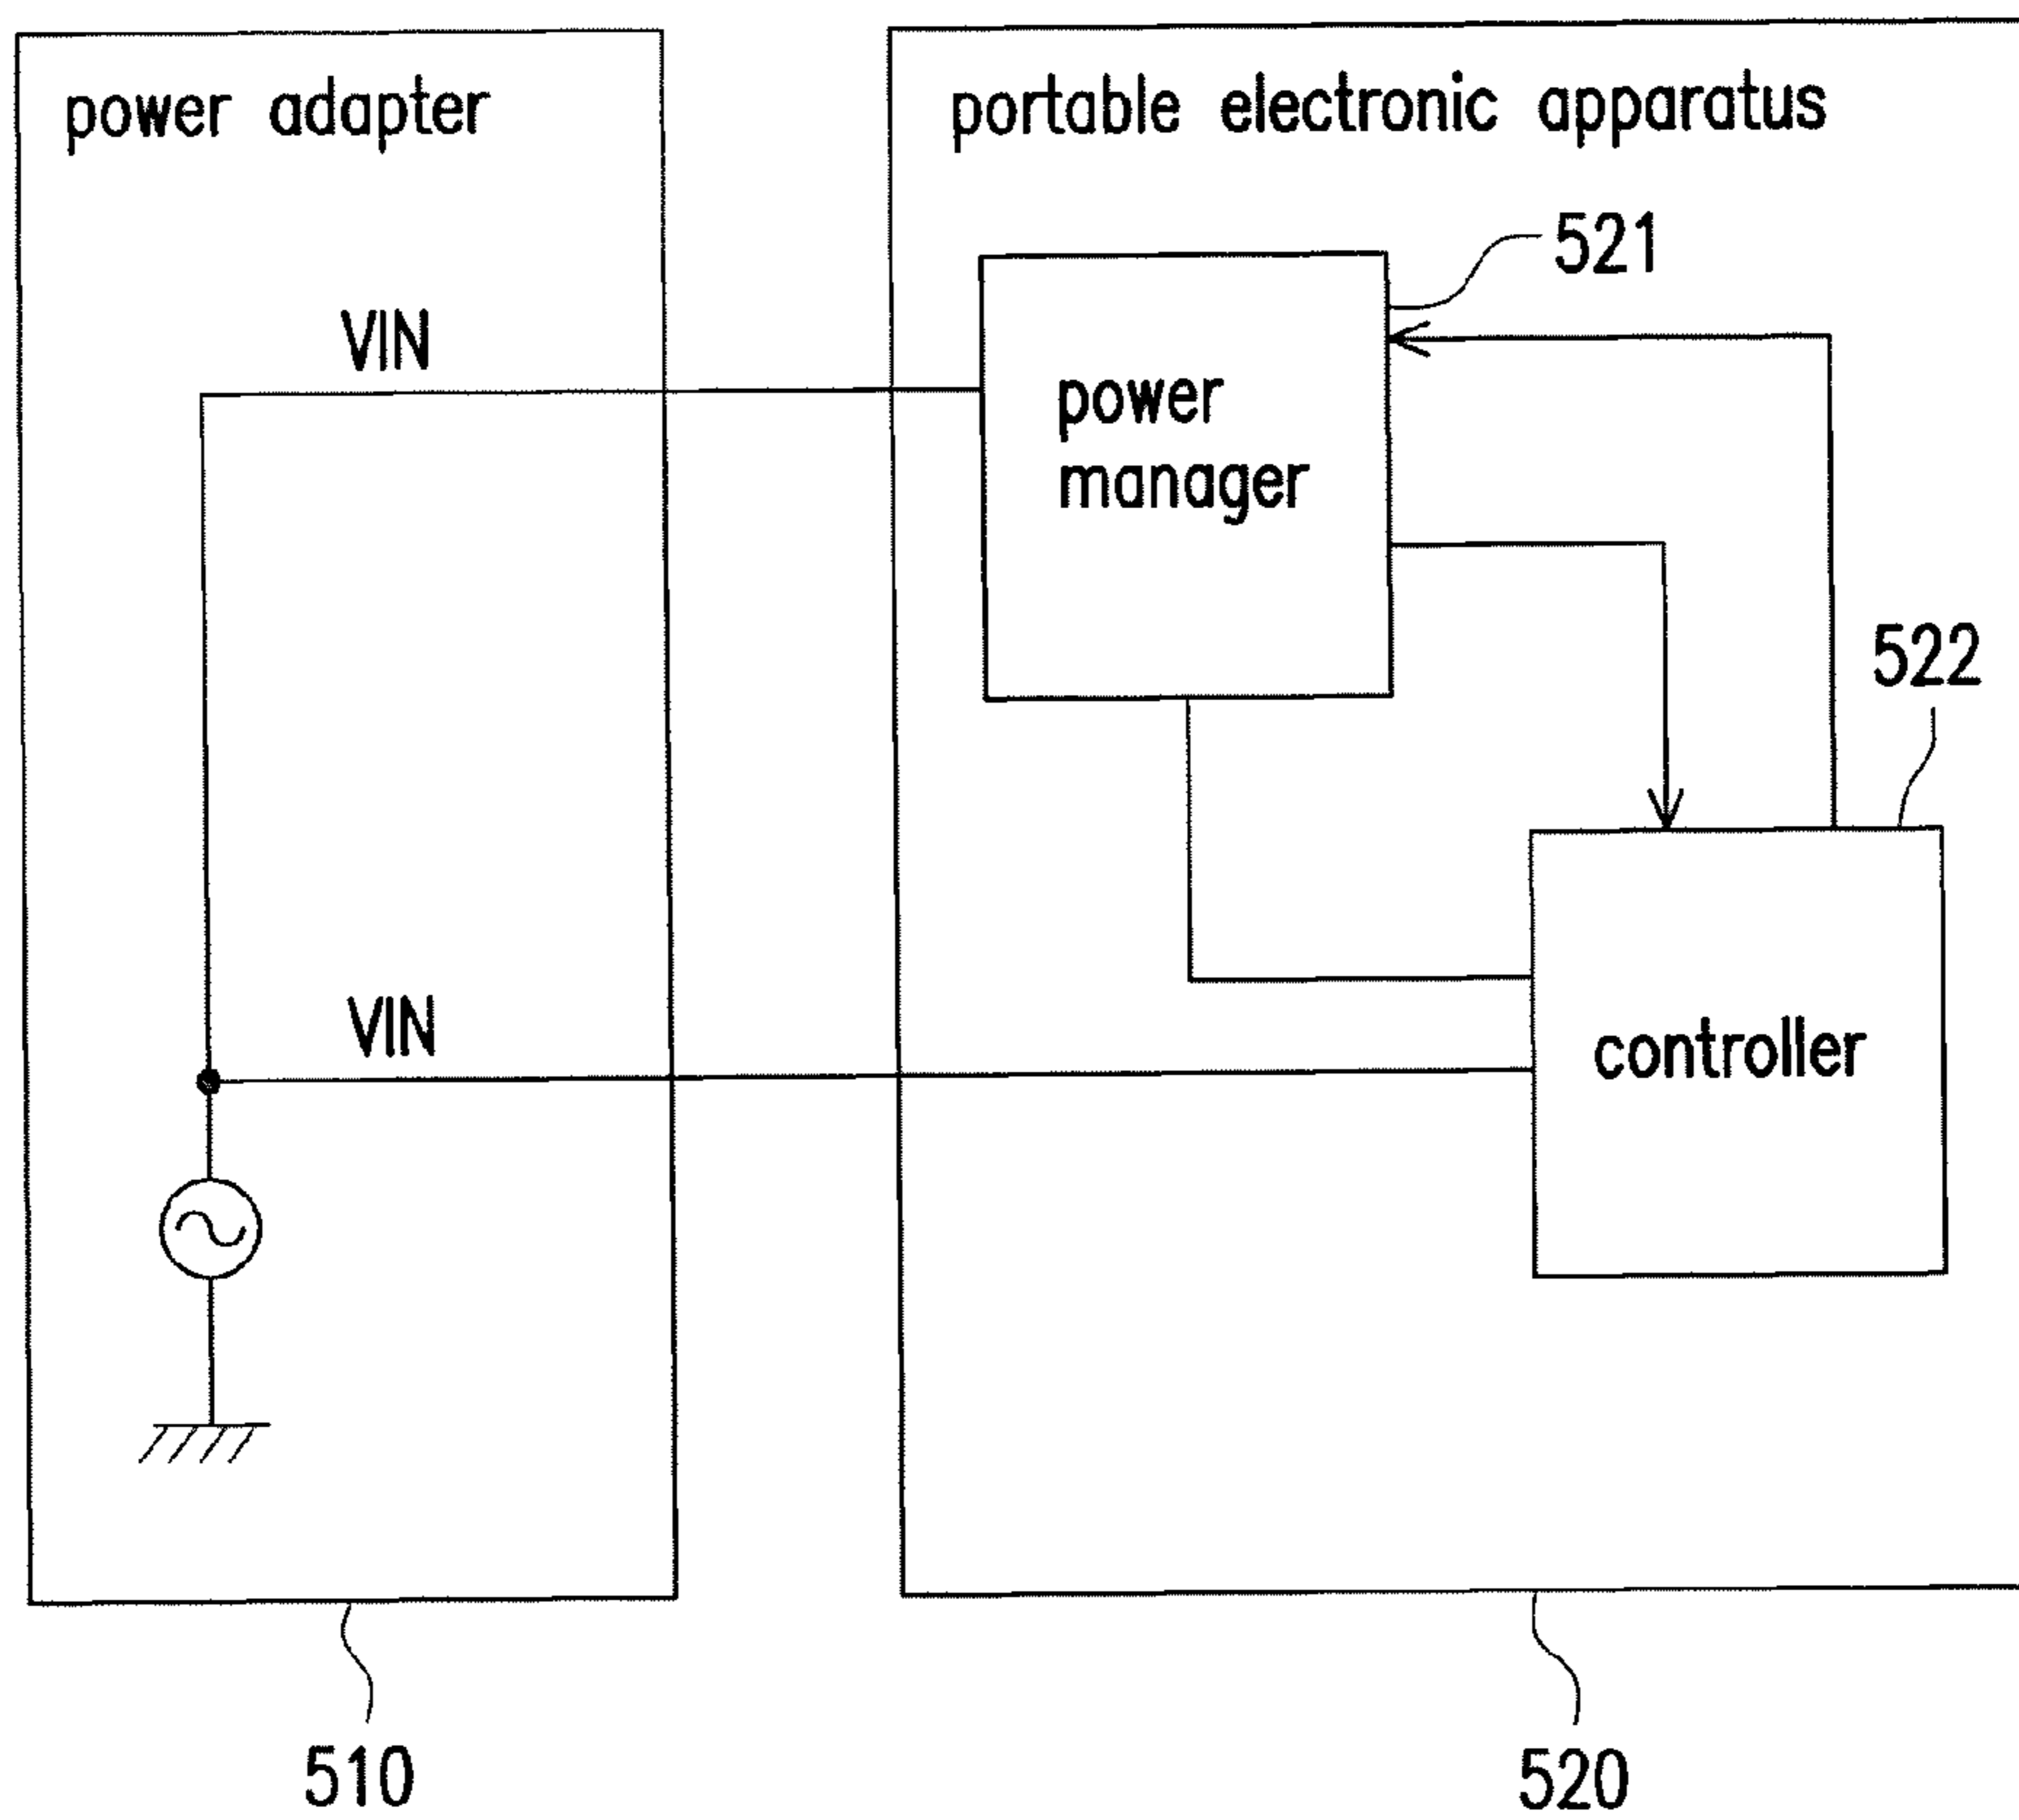 power adapter
portable electronic apparatus
521
VIN
power
manager
522
VIN
controller
510
520